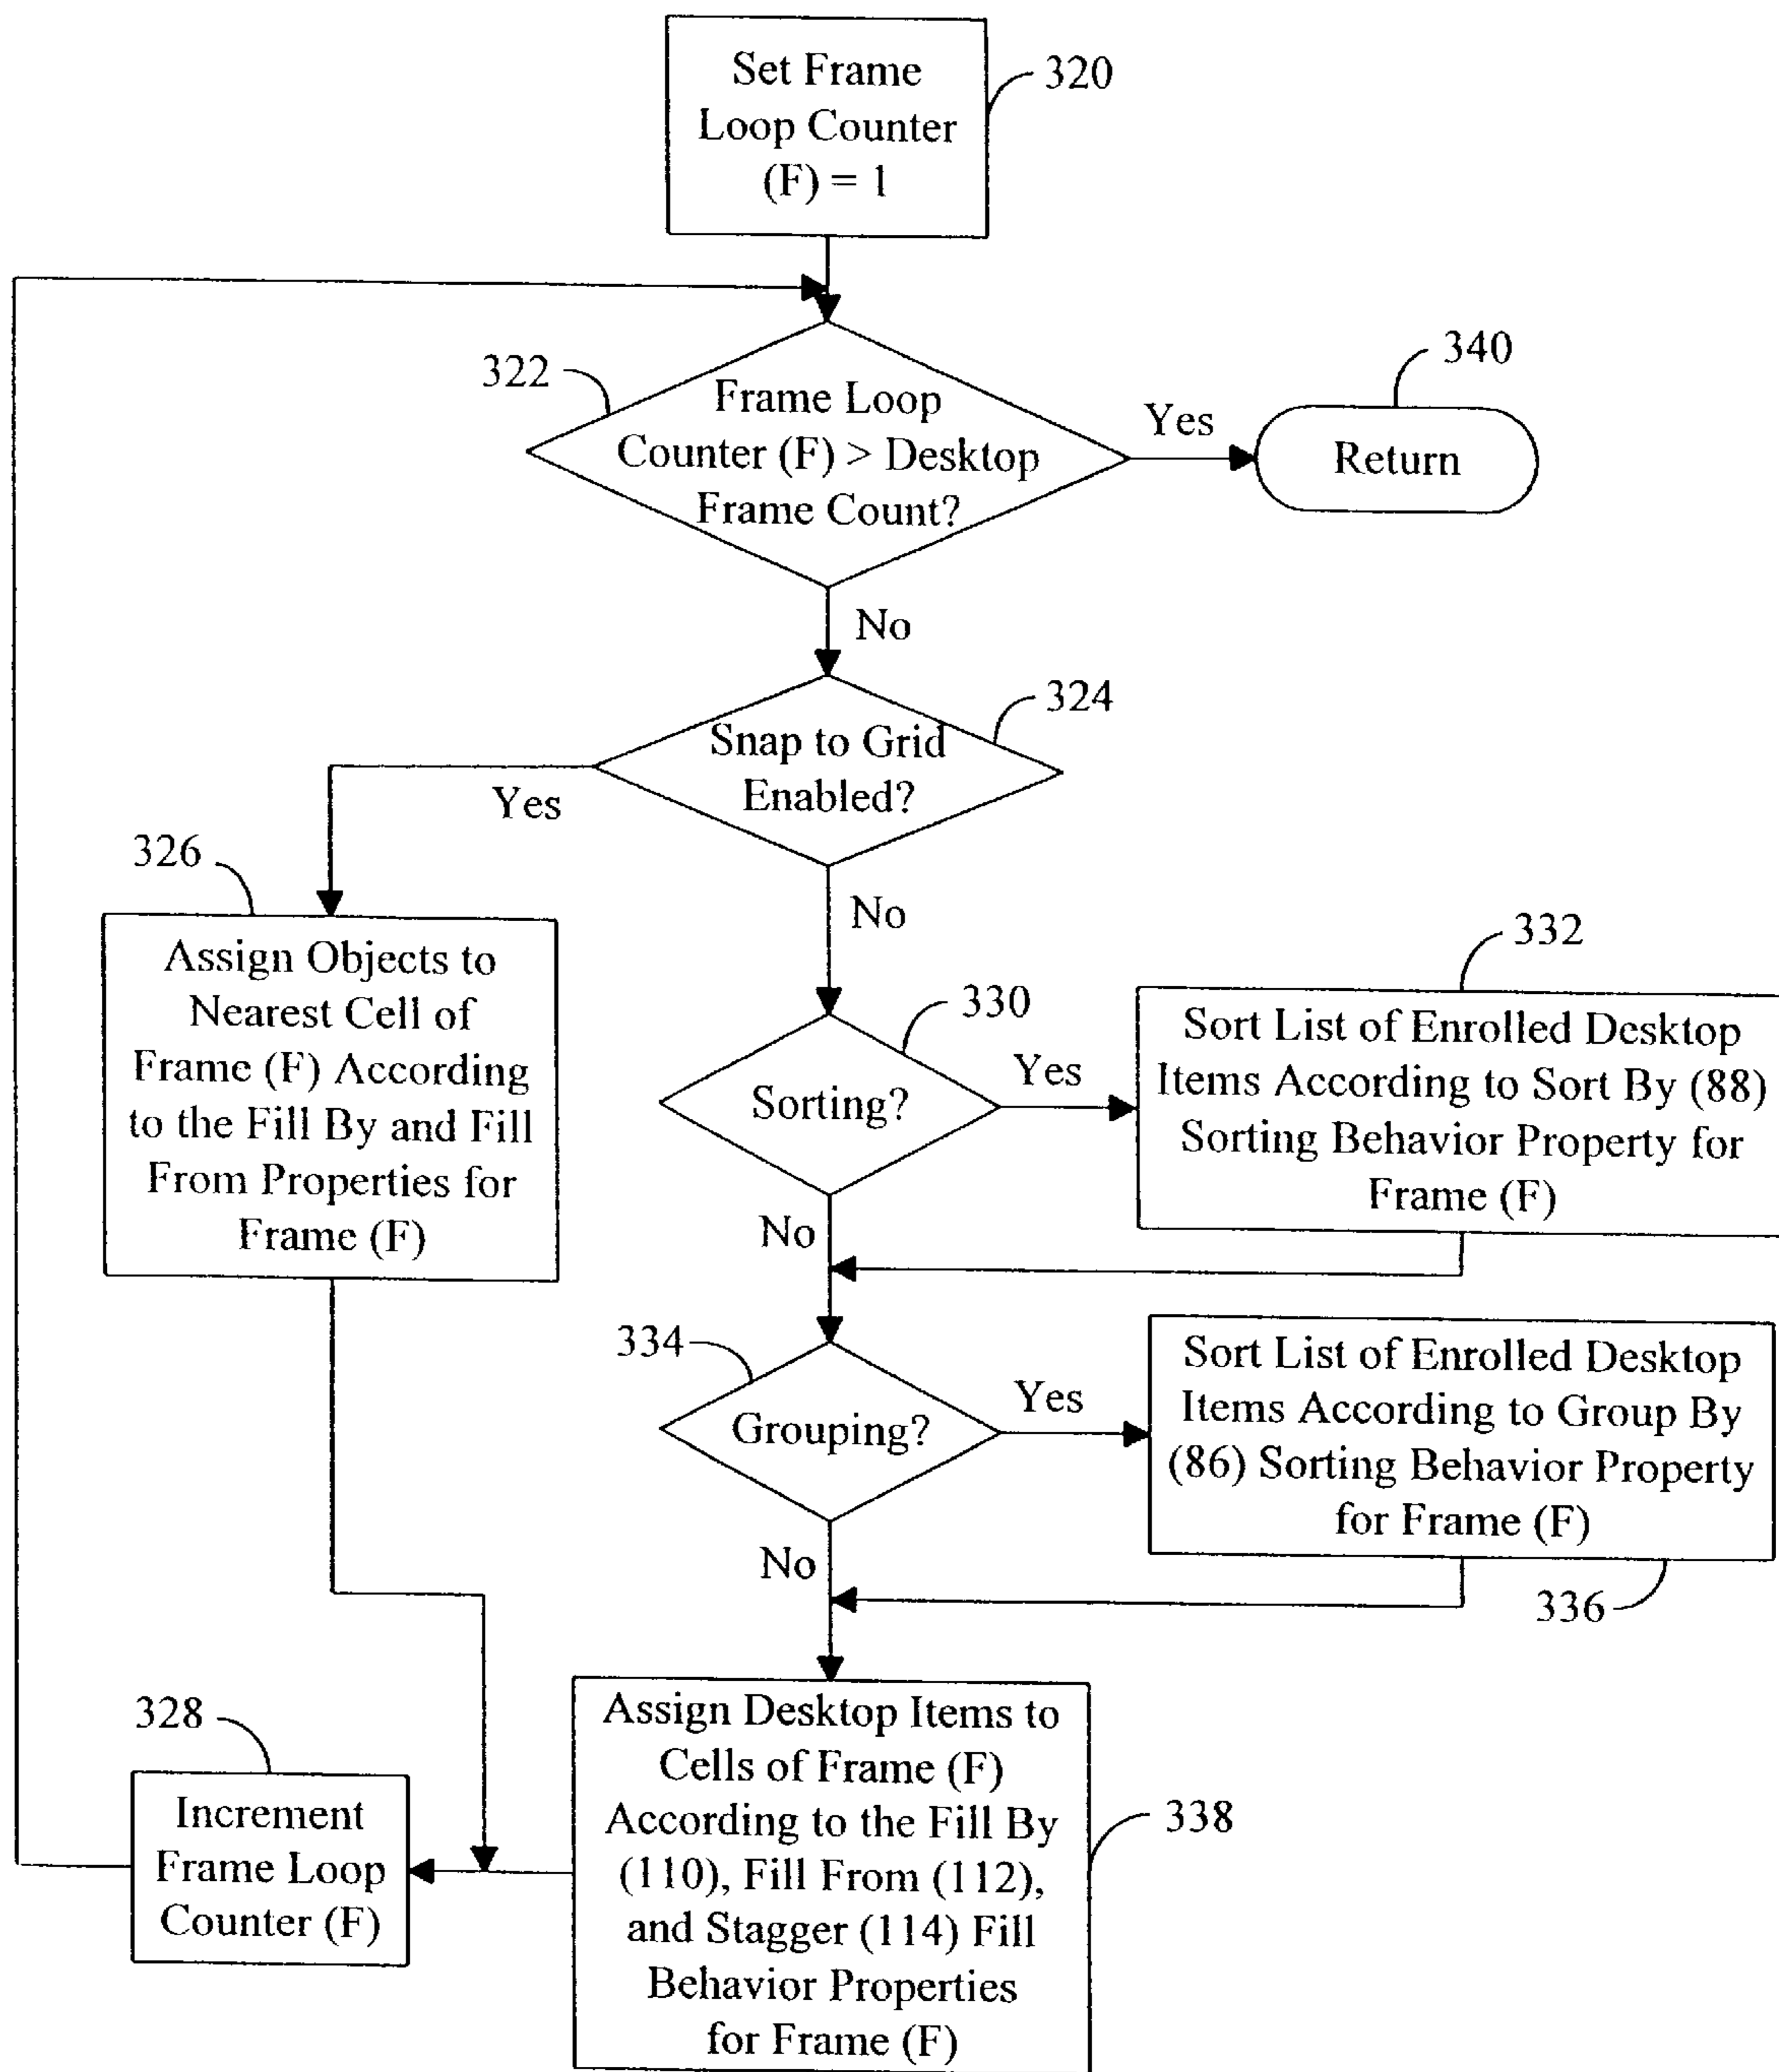 Set Frame
Loop Counter
(F) = 1
320
322
Frame Loop
Counter (F) > Desktop
Frame Count?
Yes
340
Return
No
324
Snap to Grid
Enabled?
Yes
No
326
Assign Objects to
Nearest Cell of
Frame (F) According
to the Fill By and Fill
From Properties for
Frame (F)
330
Sorting?
Yes
332
Sort List of Enrolled Desktop
Items According to Sort By (88)
Sorting Behavior Property for
Frame (F)
No
334
Grouping?
Yes
Sort List of Enrolled Desktop
Items According to Group By
(86) Sorting Behavior Property
for Frame (F)
336
No
328
Increment
Frame Loop
Counter (F)
Assign Desktop Items to
Cells of Frame (F)
According to the Fill By
(110), Fill From (112),
and Stagger (114) Fill
Behavior Properties
for Frame (F)
338